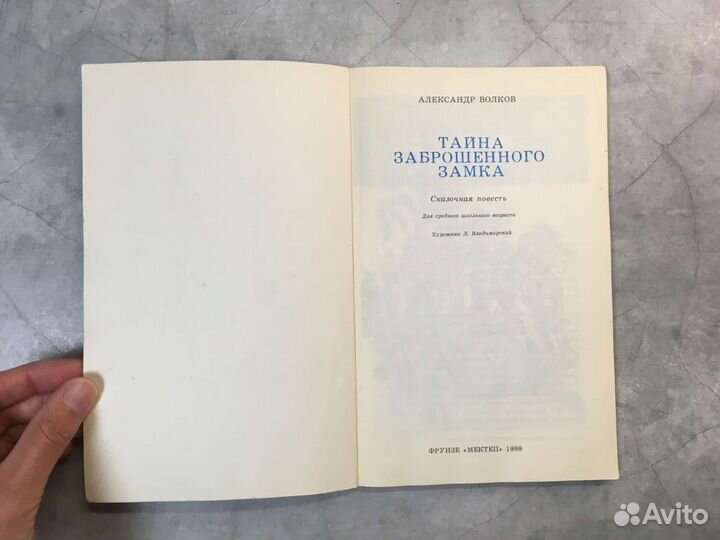 АЛЕКСАНДР ВОЛКОВ
ТАЙНА
ЗАБРОШЕННОГО
ЗАМКА
Сказочная повесть
Для среднего школьного возраста
Художник Л. Владимирский
ФРУНЗЕ «МЕКТЕП» 1988
Avito